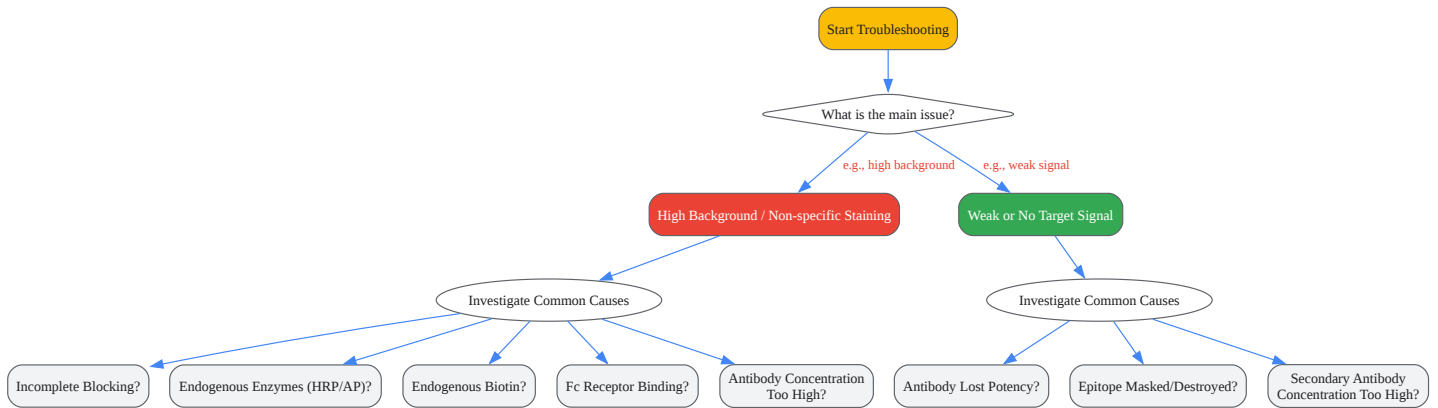 Start Troubleshooting
What is the main issue?
e.g., high background
e.g., weak signal
High Background / Non-specific Staining
Weak or No Target Signal
Investigate Common Causes
Investigate Common Causes
Incomplete Blocking?
Endogenous Enzymes (HRP/AP)?
Endogenous Biotin?
Fc Receptor Binding?
Antibody Concentration
Too High?
Antibody Lost Potency?
Epitope Masked/Destroyed?
Secondary Antibody
Concentration Too High?